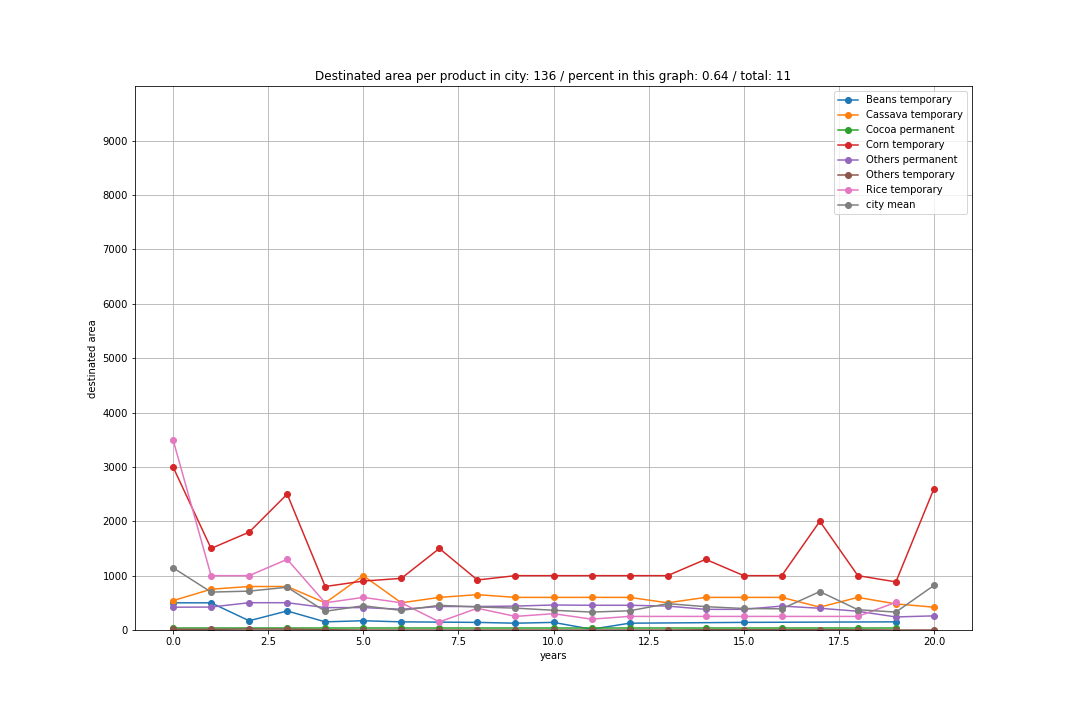 Destinated area per product in city: 136 / percent in this graph: 0.64 / total: 11
Beans temporary
Cassava temporary
Cocoa permanent
Corn temporary
Others permanent
Others temporary
Rice temporary
city mean
9000
8000
7000
6000
5000
4000
3000
2000
1000
0
destinated area
0.0 2.5 5.0 7.5 10.0 12.5 15.0 17.5 20.0
years